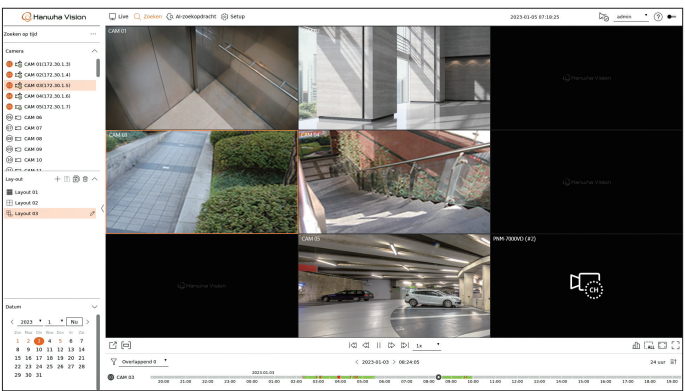 Hanwha Vision
Live Zoeken AI-zoekopdracht Setup
2023-01-05 07:18:25 admin
Zoeken op tijd
Camera
CAM 01(172.30.1.3)
CAM 02(172.30.1.4)
CAM 03(172.30.1.5)
CAM 04(172.30.1.6)
CAM 05(172.30.1.7)
CAM 06
CAM 07
CAM 08
CAM 09
CAM 10
Lay-out
Layout 01
Layout 02
Layout 03
Datum
2023 1 Nu
1 2 3 4 5 6 7
8 9 10 11 12 13 14
15 16 17 18 19 20 21
22 23 24 25 26 27 28
29 30 31
CAM 01
Hanwha Vision
CAM 03
CAM 04
Hanwha Vision
Hanwha Vision
CAM 05
PNM-7000VD (#2)
CH
1x
Overlappend 0
2023-01-03 08:24:05
24 uur
2023.01.03
CAM 03
20:00 21:00 22:00 23:00 00:00 01:00 02:00 03:00 04:00 05:00 06:00 07:00 08:00 09:00 10:00 11:00 12:00 13:00 14:00 15:00 16:00 17:00 18:00 19:00